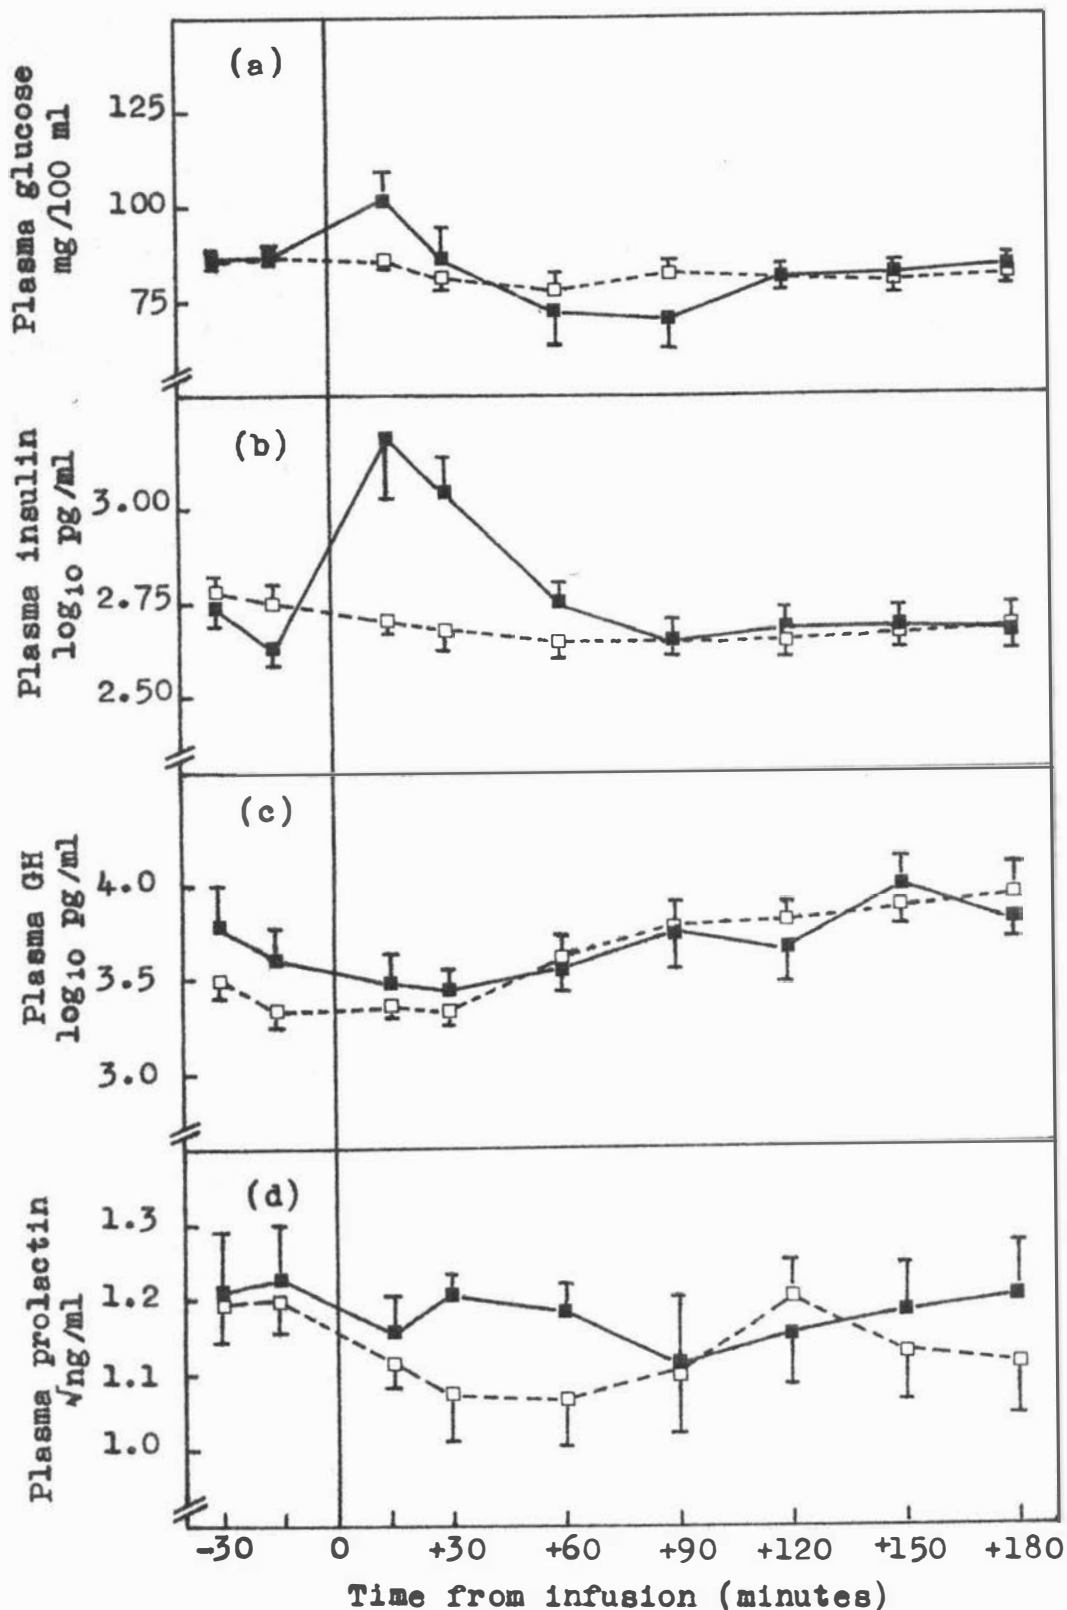 (a)
Plasma glucose
mg/100 ml
125
100
75
(b)
Plasma insulin
log10 pg/ml
3.00
2.75
2.50
(c)
Plasma GH
log10 pg/ml
4.0
3.5
3.0
(d)
Plasma prolactin
√ng/ml
1.3
1.2
1.1
1.0
-30 0 +30 +60 +90 +120 +150 +180
Time from infusion (minutes)